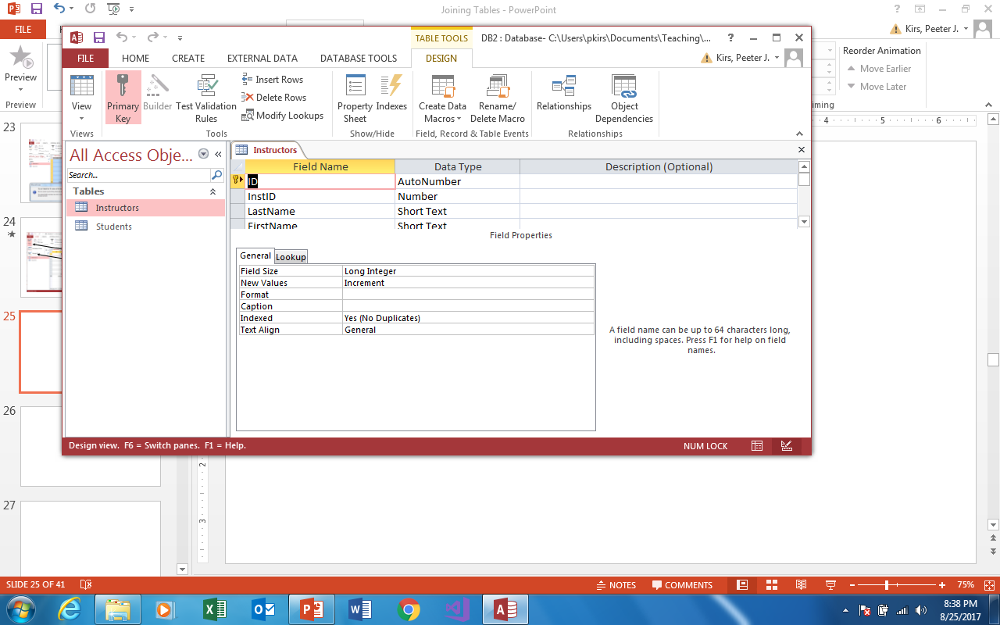 Joining Tables - PowerPoint
FILE
Kirs, Peeter J.
Preview
Preview
Reorder Animation
Move Earlier
Move Later
TABLE TOOLS
DB2 : Database- C:\Users\pkirs\Documents\Teaching\...
FILE HOME CREATE EXTERNAL DATA DATABASE TOOLS DESIGN
Kirs, Peeter J.
View
Primary Key
Builder
Test Validation Rules
Insert Rows
Delete Rows
Modify Lookups
Property Sheet
Indexes
Create Data Macros
Rename/ Delete Macro
Relationships
Object Dependencies
Views Tools Show/Hide Field, Record & Table Events Relationships
All Access Obje...
Search...
Tables
Instructors
Students
Instructors
Field Name Data Type Description (Optional)
ID AutoNumber
InstID Number
LastName Short Text
FirstName Short Text
Field Properties
General Lookup
Field Size Long Integer
New Values Increment
Format
Caption
Indexed Yes (No Duplicates)
Text Align General
A field name can be up to 64 characters long,
including spaces. Press F1 for help on field
names.
Design view. F6 = Switch panes. F1 = Help.
NUM LOCK
23
24
25
26
27
4 5 6
2
3
SLIDE 25 OF 41
NOTES COMMENTS 75%
8:38 PM
8/25/2017